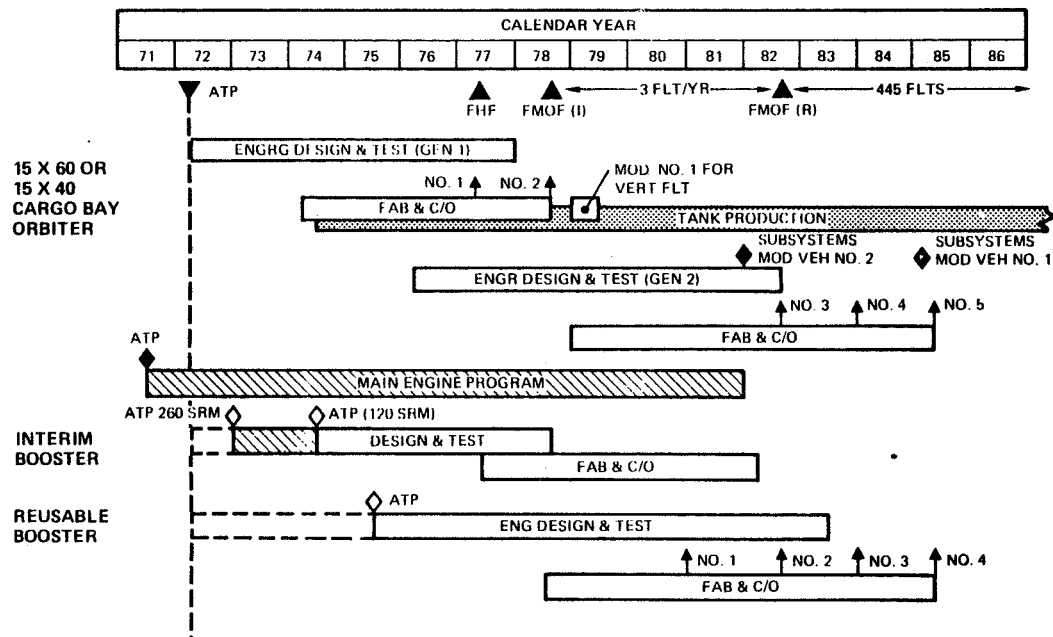 CALENDAR YEAR
71 72 73 74 75 76 77 78 79 80 81 82 83 84 85 86
ATP
FHF
FMOF (I)
3 FLT/YR
FMOF (R)
445 FLTS
15 X 60 OR
15 X 40
CARGO BAY
ORBITER
ENGRG DESIGN & TEST (GEN 1)
NO. 1
NO. 2
MOD NO. 1 FOR
VERT FLT
FAB & C/O
TANK PRODUCTION
SUBSYSTEMS
MOD VEH NO. 2
SUBSYSTEMS
MOD VEH NO. 1
ENGR DESIGN & TEST (GEN 2)
NO. 3
NO. 4
NO. 5
FAB & C/O
ATP
MAIN ENGINE PROGRAM
ATP 260 SRM
ATP (120 SRM)
INTERIM
BOOSTER
DESIGN & TEST
FAB & C/O
ATP
REUSABLE
BOOSTER
ENG DESIGN & TEST
NO. 1
NO. 2
NO. 3
NO. 4
FAB & C/O